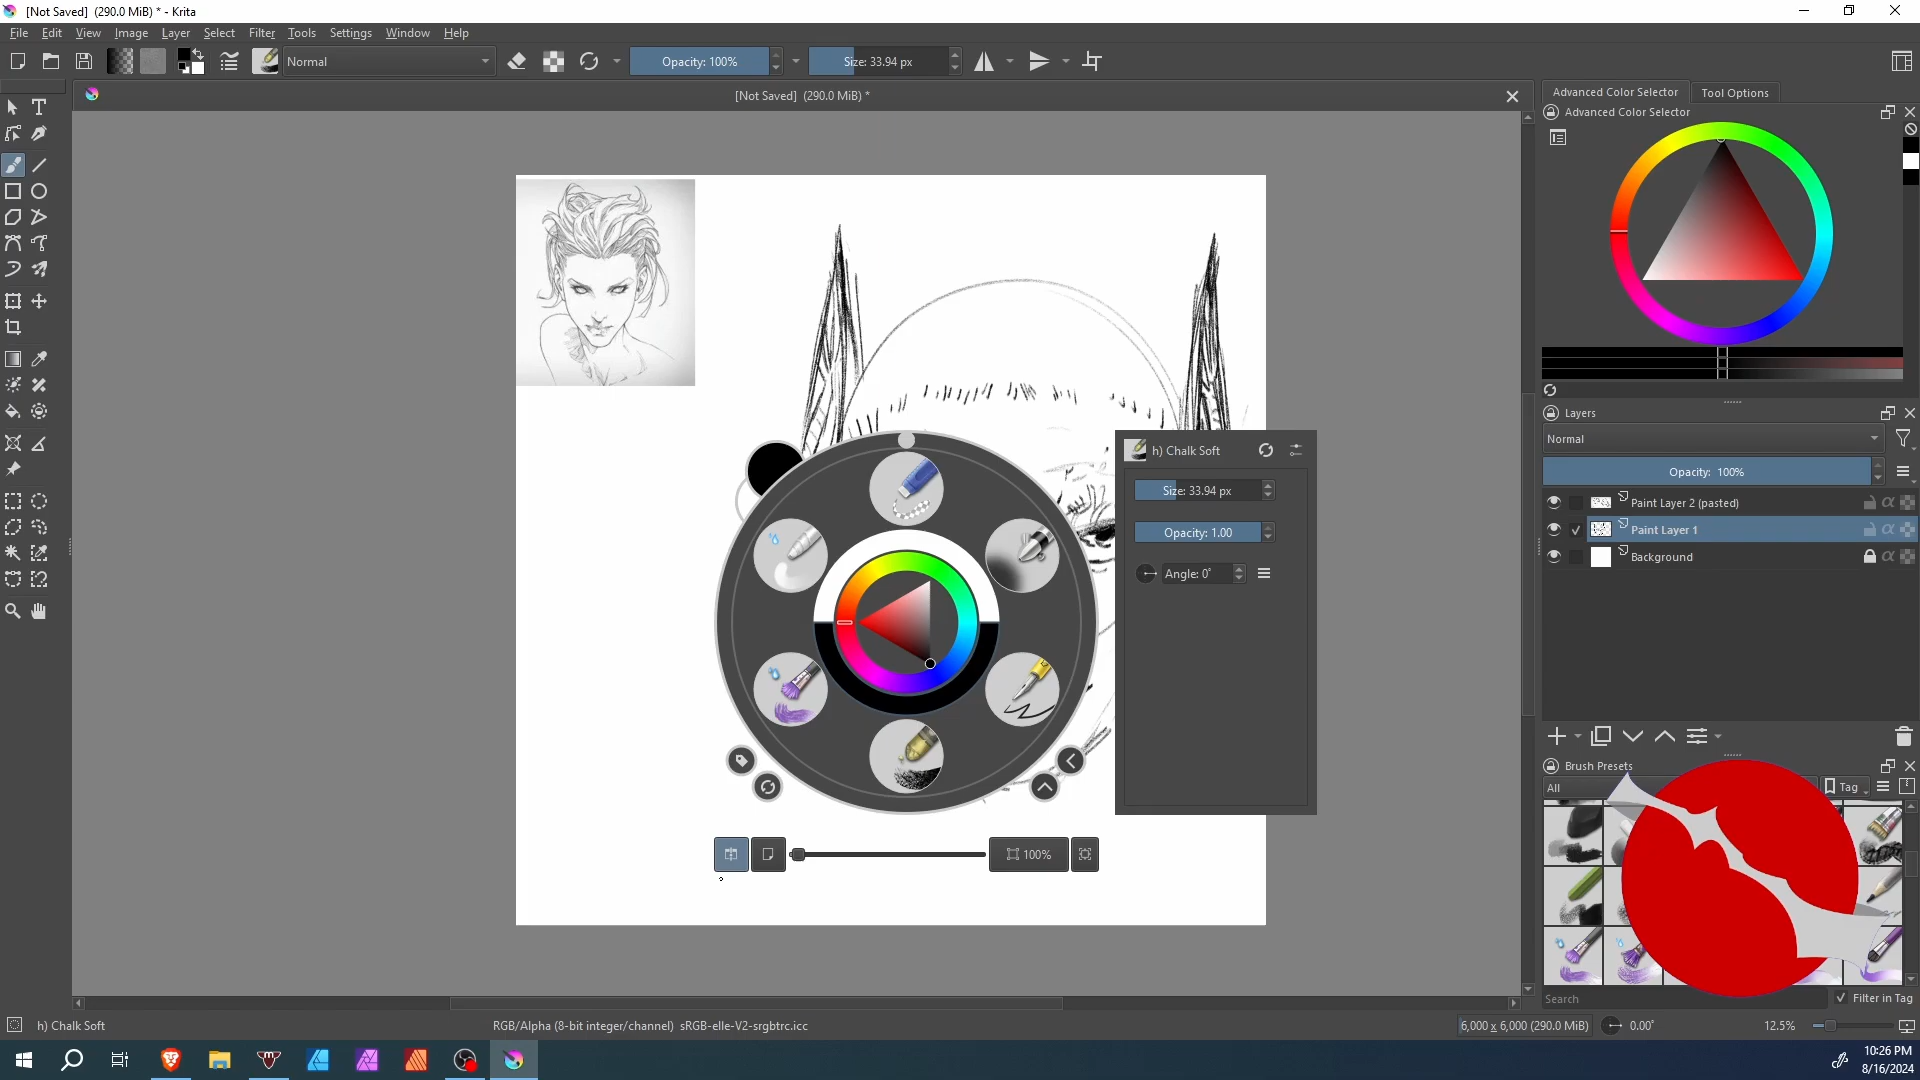 [Not Saved]  (290.0 MiB) * - Krita
File Edit View Image Layer Select Filter Tools Settings Window Help
Normal
Opacity: 100%
Size: 33.94 px
[Not Saved]  (290.0 MiB) *
Advanced Color Selector
Tool Options
Advanced Color Selector
Layers
Normal
Opacity:  100%
Paint Layer 2 (pasted)
Paint Layer 1
Background
h) Chalk Soft
Size: 33.94 px
Opacity: 1.00
Angle: 0°
100%
Brush Presets
All
Tag
Search
Filter in Tag
h) Chalk Soft
RGB/Alpha (8-bit integer/channel)  sRGB-elle-V2-srgbtrc.icc
6,000 x 6,000 (290.0 MiB)
0.00°
12.5%
10:26 PM
8/16/2024